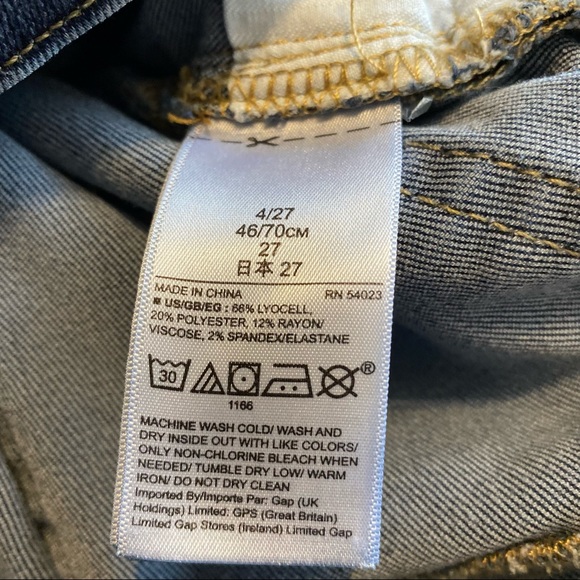 4/27
46/70CM
27
日本 27
MADE IN CHINA RN 54023
■ US/GB/EG : 66% LYOCELL,
20% POLYESTER, 12% RAYON/
VISCOSE, 2% SPANDEX/ELASTANE
30 ®
1166
MACHINE WASH COLD/ WASH AND
DRY INSIDE OUT WITH LIKE COLORS/
ONLY NON-CHLORINE BLEACH WHEN
NEEDED/ TUMBLE DRY LOW/ WARM
IRON/ DO NOT DRY CLEAN
Imported By/Importe Par: Gap (UK
Holdings) Limited: GPS (Great Britain)
Limited Gap Stores (Ireland) Limited Gap